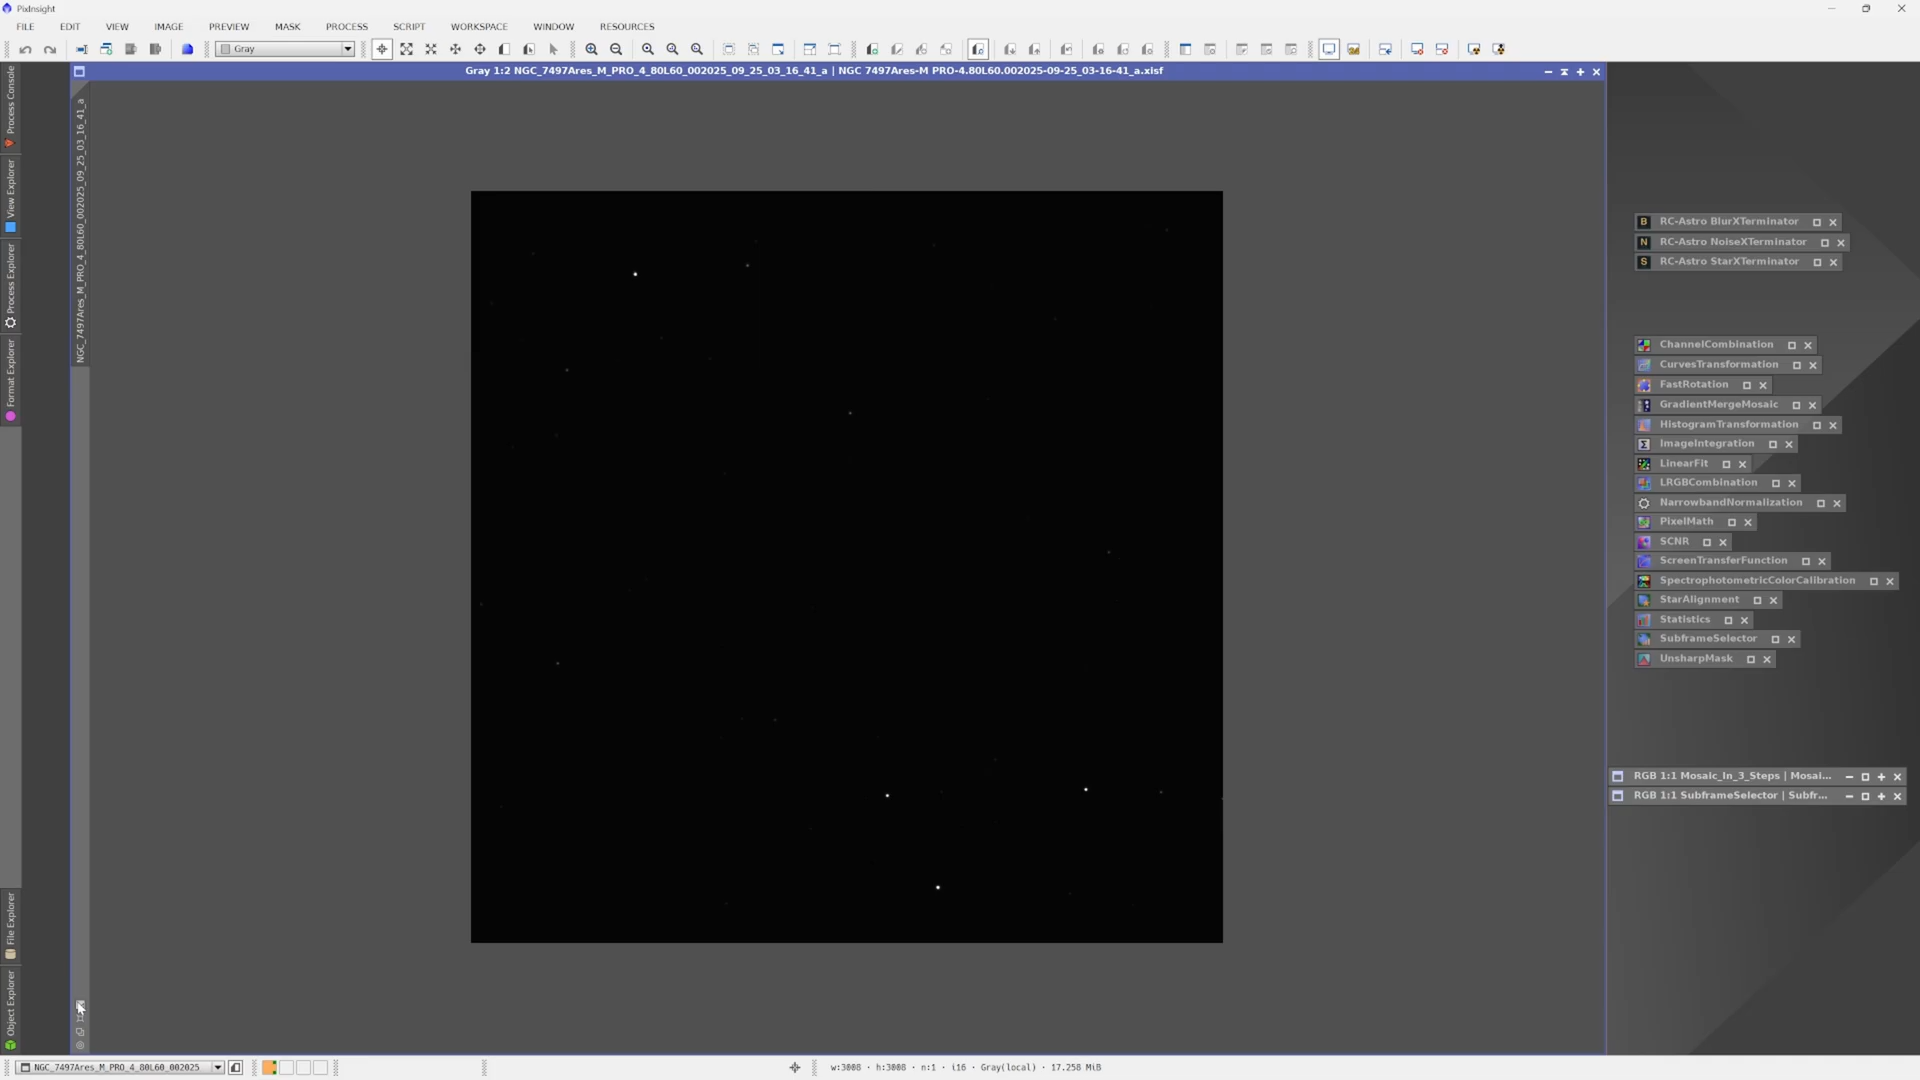 PixInsight
FILE EDIT VIEW IMAGE PREVIEW MASK PROCESS SCRIPT WORKSPACE WINDOW RESOURCES
Gray
Gray 1:2 NGC_7497Ares_M_PRO_4_80L60_002025_09_25_03_16_41_a | NGC 7497Ares-M PRO-4.80L60.002025-09-25_03-16-41_a.xisf
Process Console
View Explorer
Process Explorer
Format Explorer
File Explorer
Object Explorer
NGC_7497Ares_M_PRO_4_80L60_002025_09_25_03_16_41_a
B RC-Astro BlurXTerminator
N RC-Astro NoiseXTerminator
S RC-Astro StarXTerminator
ChannelCombination
CurvesTransformation
FastRotation
GradientMergeMosaic
HistogramTransformation
ImageIntegration
LinearFit
LRGBCombination
NarrowbandNormalization
PixelMath
SCNR
ScreenTransferFunction
SpectrophotometricColorCalibration
StarAlignment
Statistics
SubframeSelector
UnsharpMask
RGB 1:1 Mosaic_In_3_Steps | Mosai...
RGB 1:1 SubframeSelector | Subfr...
NGC_7497Ares_M_PRO_4_80L60_002025
w:3008 · h:3008 · n:1 · i16 · Gray(local) · 17.258 MiB